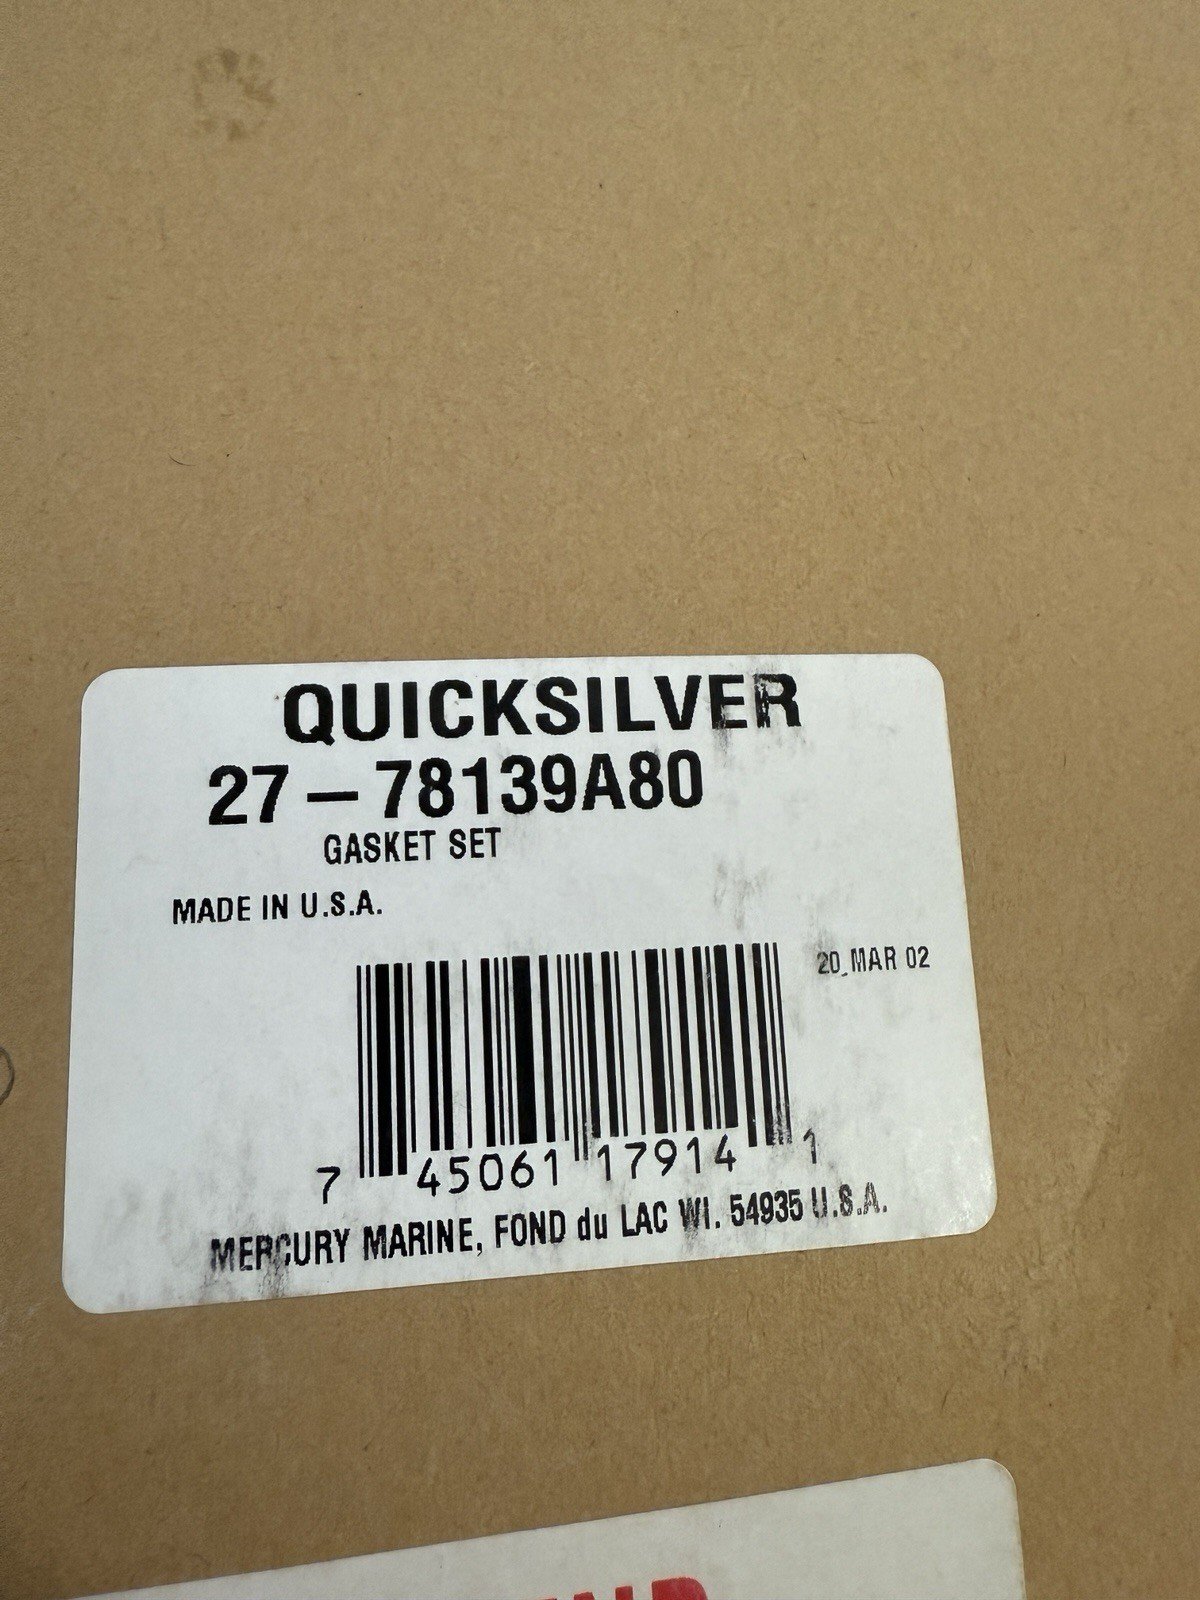 QUICKSILVER
27-78139A80
GASKET SET
MADE IN U.S.A.
20 MAR 02
7 45061 17914 1
MERCURY MARINE, FOND du LAC WI. 54935 U.S.A.